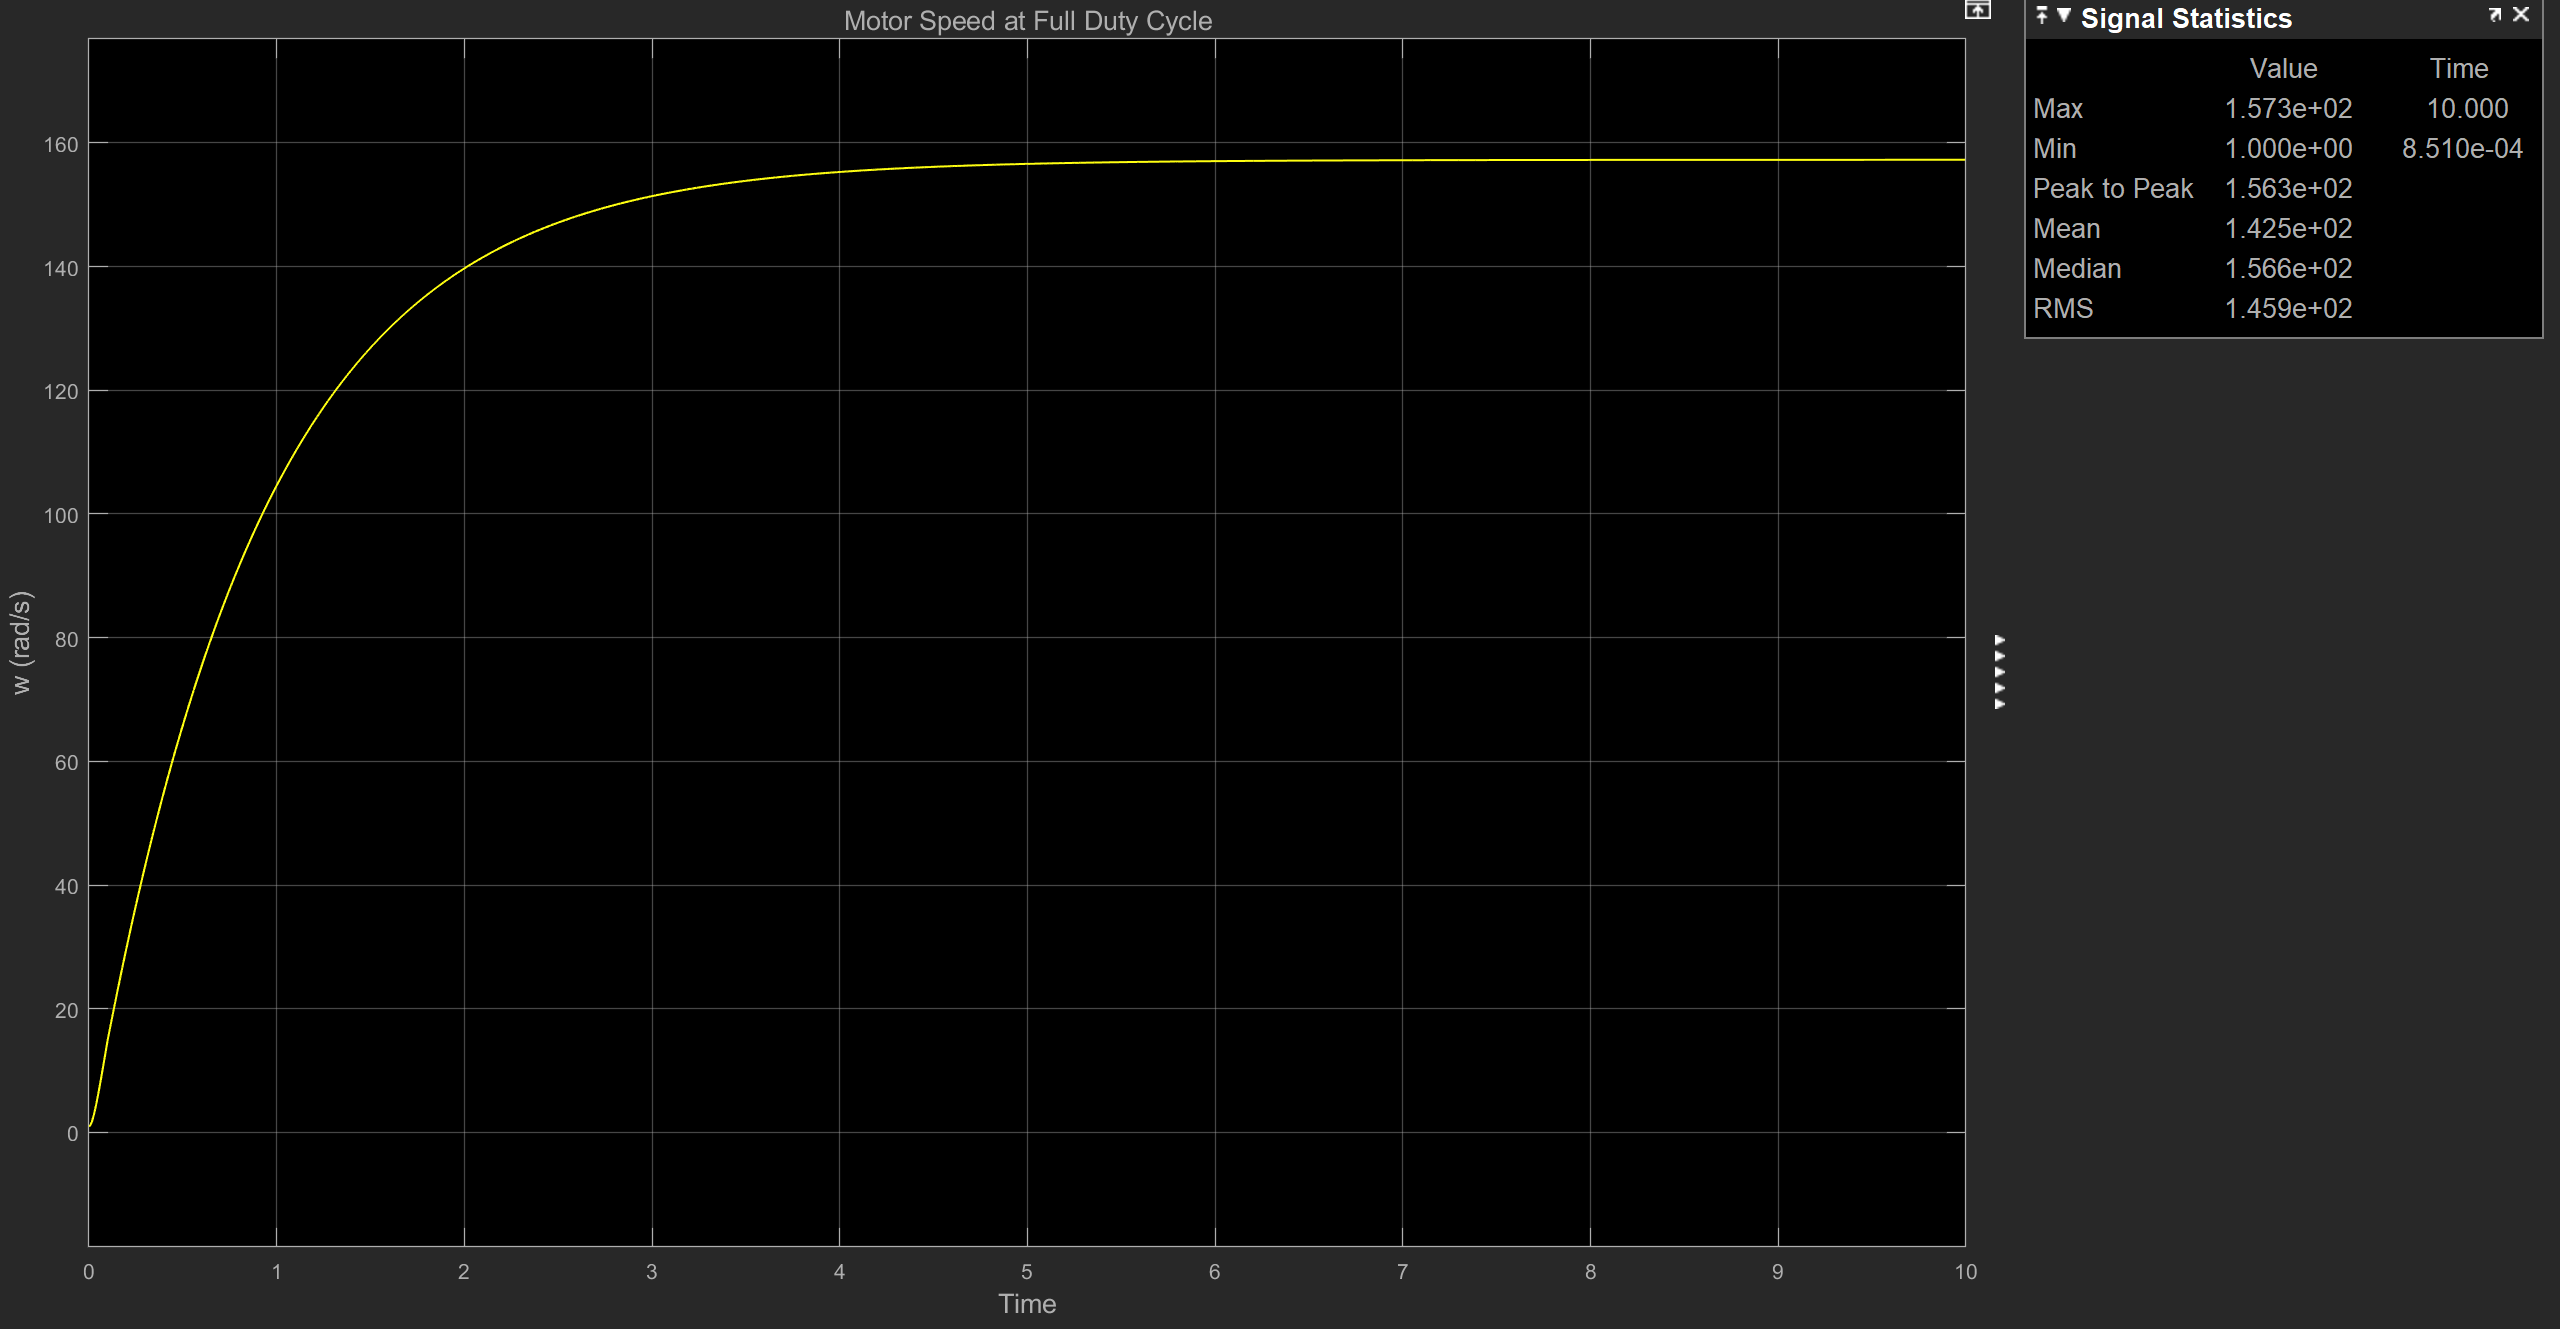 Motor Speed at Full Duty Cycle
160
140
120
100
80
60
40
20
0
w (rad/s)
0 1 2 3 4 5 6 7 8 9 10
Time
Signal Statistics
Value Time
Max 1.573e+02 10.000
Min 1.000e+00 8.510e-04
Peak to Peak 1.563e+02
Mean 1.425e+02
Median 1.566e+02
RMS 1.459e+02